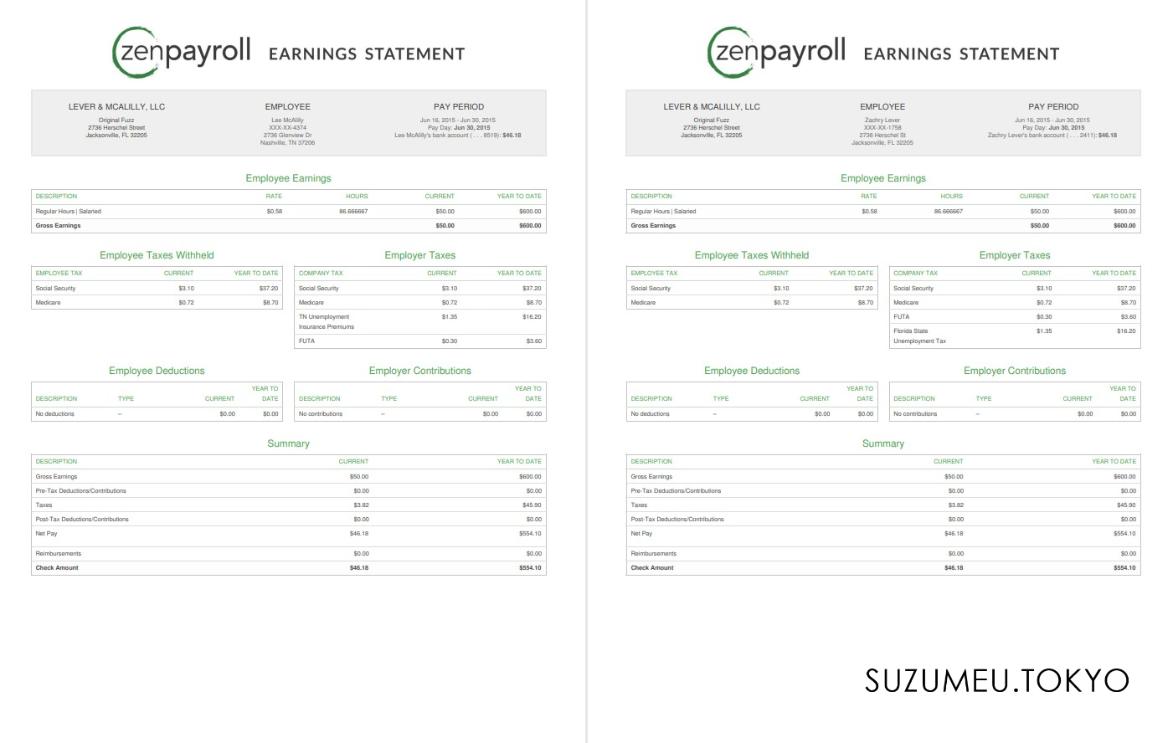 zenpayroll EARNINGS STATEMENT
LEVER & MCALILLY, LLC
Original Fuzz
2736 Herschel Street
Jacksonville, FL 32205
EMPLOYEE
Lee McAlilly
XXX-XX-4374
2736 Glenview Dr
Nashville, TN 37206
PAY PERIOD
Jun 16, 2015 - Jun 30, 2015
Pay Day: Jun 30, 2015
Lee McAlilly's bank account (. . . 8519): $46.18
Employee Earnings
DESCRIPTION RATE HOURS CURRENT YEAR TO DATE
Regular Hours | Salaried $0.58 86.666667 $50.00 $600.00
Gross Earnings $50.00 $600.00
Employee Taxes Withheld
EMPLOYEE TAX CURRENT YEAR TO DATE
Social Security $3.10 $37.20
Medicare $0.72 $8.70
Employer Taxes
COMPANY TAX CURRENT YEAR TO DATE
Social Security $3.10 $37.20
Medicare $0.72 $8.70
TN Unemployment $1.35 $16.20
Insurance Premiums
FUTA $0.30 $3.60
Employee Deductions
YEAR TO
DESCRIPTION TYPE CURRENT DATE
No deductions – $0.00 $0.00
Employer Contributions
YEAR TO
DESCRIPTION TYPE CURRENT DATE
No contributions – $0.00 $0.00
Summary
DESCRIPTION CURRENT YEAR TO DATE
Gross Earnings $50.00 $600.00
Pre-Tax Deductions/Contributions $0.00 $0.00
Taxes $3.82 $45.90
Post-Tax Deductions/Contributions $0.00 $0.00
Net Pay $46.18 $554.10
Reimbursements $0.00 $0.00
Check Amount $46.18 $554.10
zenpayroll EARNINGS STATEMENT
LEVER & MCALILLY, LLC
Original Fuzz
2736 Herschel Street
Jacksonville, FL 32205
EMPLOYEE
Zachry Lever
XXX-XX-1758
2736 Herschel St
Jacksonville, FL 32205
PAY PERIOD
Jun 16, 2015 - Jun 30, 2015
Pay Day: Jun 30, 2015
Zachry Lever's bank account (. . . 2411): $46.18
Employee Earnings
DESCRIPTION RATE HOURS CURRENT YEAR TO DATE
Regular Hours | Salaried $0.58 86.666667 $50.00 $600.00
Gross Earnings $50.00 $600.00
Employee Taxes Withheld
EMPLOYEE TAX CURRENT YEAR TO DATE
Social Security $3.10 $37.20
Medicare $0.72 $8.70
Employer Taxes
COMPANY TAX CURRENT YEAR TO DATE
Social Security $3.10 $37.20
Medicare $0.72 $8.70
FUTA $0.30 $3.60
Florida State $1.35 $16.20
Unemployment Tax
Employee Deductions
YEAR TO
DESCRIPTION TYPE CURRENT DATE
No deductions – $0.00 $0.00
Employer Contributions
YEAR TO
DESCRIPTION TYPE CURRENT DATE
No contributions – $0.00 $0.00
Summary
DESCRIPTION CURRENT YEAR TO DATE
Gross Earnings $50.00 $600.00
Pre-Tax Deductions/Contributions $0.00 $0.00
Taxes $3.82 $45.90
Post-Tax Deductions/Contributions $0.00 $0.00
Net Pay $46.18 $554.10
Reimbursements $0.00 $0.00
Check Amount $46.18 $554.10
SUZUMEU.TOKYO